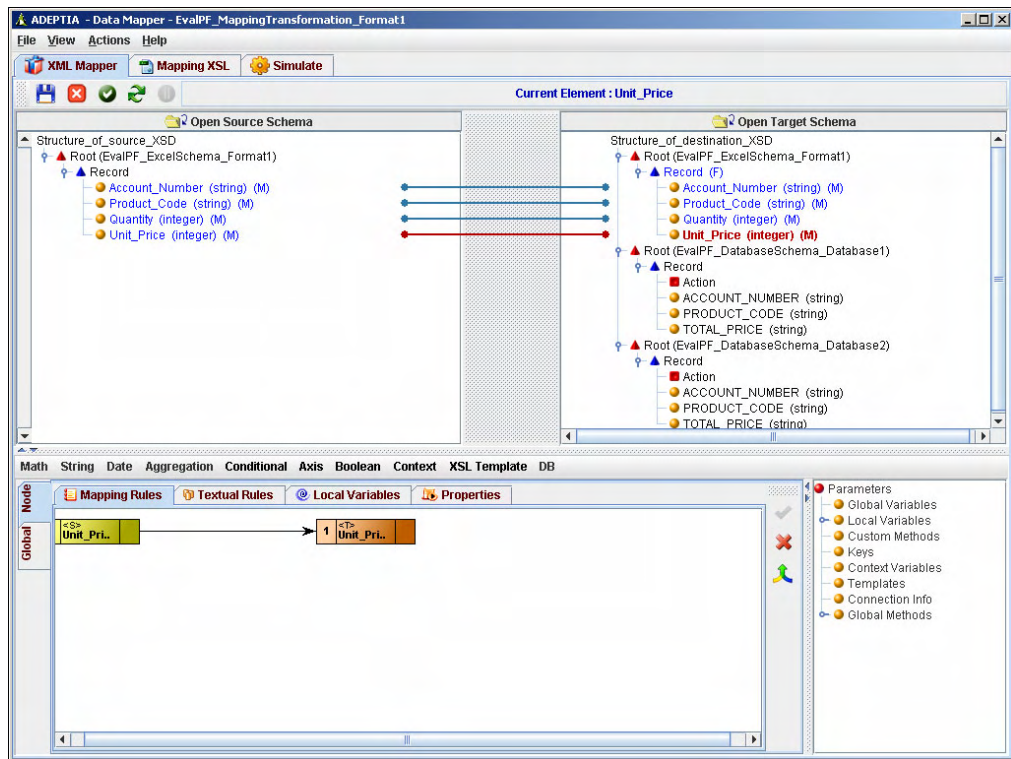 ADEPTIA - Data Mapper - EvalPF_MappingTransformation_Format1
File View Actions Help
XML Mapper Mapping XSL Simulate
Current Element : Unit_Price
Open Source Schema
Structure_of_source_XSD
Root (EvalPF_ExcelSchema_Format1)
Record
Account_Number (string) (M)
Product_Code (string) (M)
Quantity (integer) (M)
Unit_Price (integer) (M)
Open Target Schema
Structure_of_destination_XSD
Root (EvalPF_ExcelSchema_Format1)
Record (F)
Account_Number (string) (M)
Product_Code (string) (M)
Quantity (integer) (M)
Unit_Price (integer) (M)
Root (EvalPF_DatabaseSchema_Database1)
Record
Action
ACCOUNT_NUMBER (string)
PRODUCT_CODE (string)
TOTAL_PRICE (string)
Root (EvalPF_DatabaseSchema_Database2)
Record
Action
ACCOUNT_NUMBER (string)
PRODUCT_CODE (string)
TOTAL_PRICE (string)
Math String Date Aggregation Conditional Axis Boolean Context XSL Template DB
Node
Global
Mapping Rules Textual Rules Local Variables Properties
<S>
Unit_Pri..
1
<T>
Unit_Pri..
Parameters
Global Variables
Local Variables
Custom Methods
Keys
Context Variables
Templates
Connection Info
Global Methods